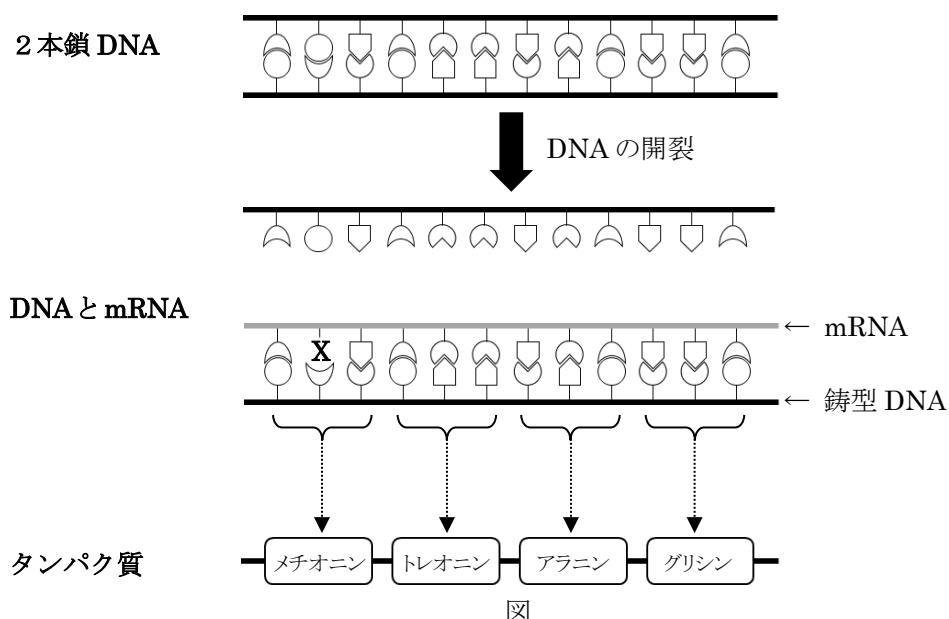 ２本鎖 DNA
DNA の開裂
DNA と mRNA
← mRNA
X
← 鋳型 DNA
タンパク質
メチオニン
トレオニン
アラニン
グリシン
図